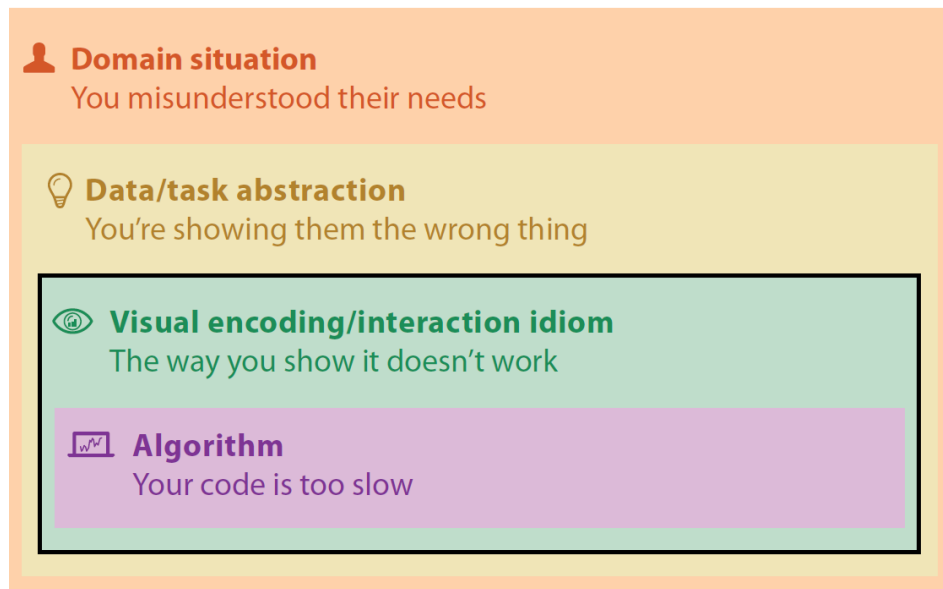 Domain situation
You misunderstood their needs
Data/task abstraction
You’re showing them the wrong thing
Visual encoding/interaction idiom
The way you show it doesn’t work
Algorithm
Your code is too slow